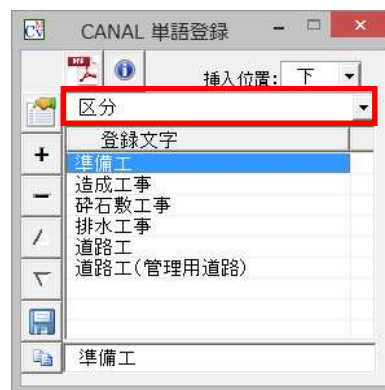 CV CANAL 単語登録
PDF
挿入位置: 下
区分
登録文字
準備工
造成工事
砕石敷工事
排水工事
道路工
道路工(管理用道路)
準備工